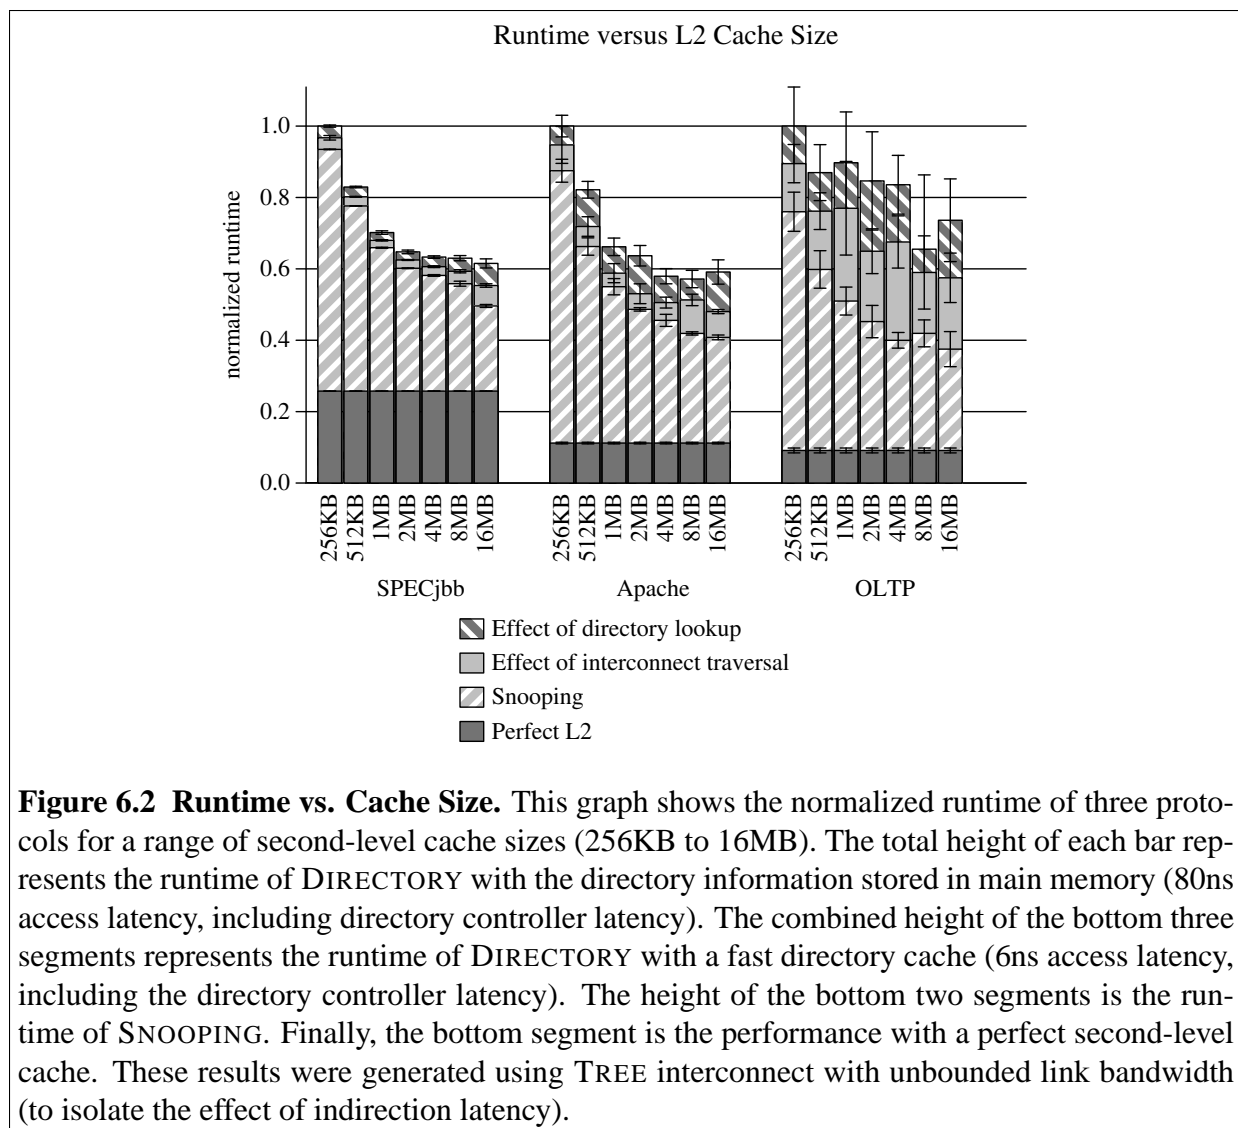 Runtime versus L2 Cache Size
normalized runtime
1.0
0.8
0.6
0.4
0.2
0.0
256KB 512KB 1MB 2MB 4MB 8MB 16MB
256KB 512KB 1MB 2MB 4MB 8MB 16MB
256KB 512KB 1MB 2MB 4MB 8MB 16MB
SPECjbb Apache OLTP
Effect of directory lookup
Effect of interconnect traversal
Snooping
Perfect L2
Figure 6.2 Runtime vs. Cache Size. This graph shows the normalized runtime of three proto-
cols for a range of second-level cache sizes (256KB to 16MB). The total height of each bar rep-
resents the runtime of DIRECTORY with the directory information stored in main memory (80ns
access latency, including directory controller latency). The combined height of the bottom three
segments represents the runtime of DIRECTORY with a fast directory cache (6ns access latency,
including the directory controller latency). The height of the bottom two segments is the run-
time of SNOOPING. Finally, the bottom segment is the performance with a perfect second-level
cache. These results were generated using TREE interconnect with unbounded link bandwidth
(to isolate the effect of indirection latency).